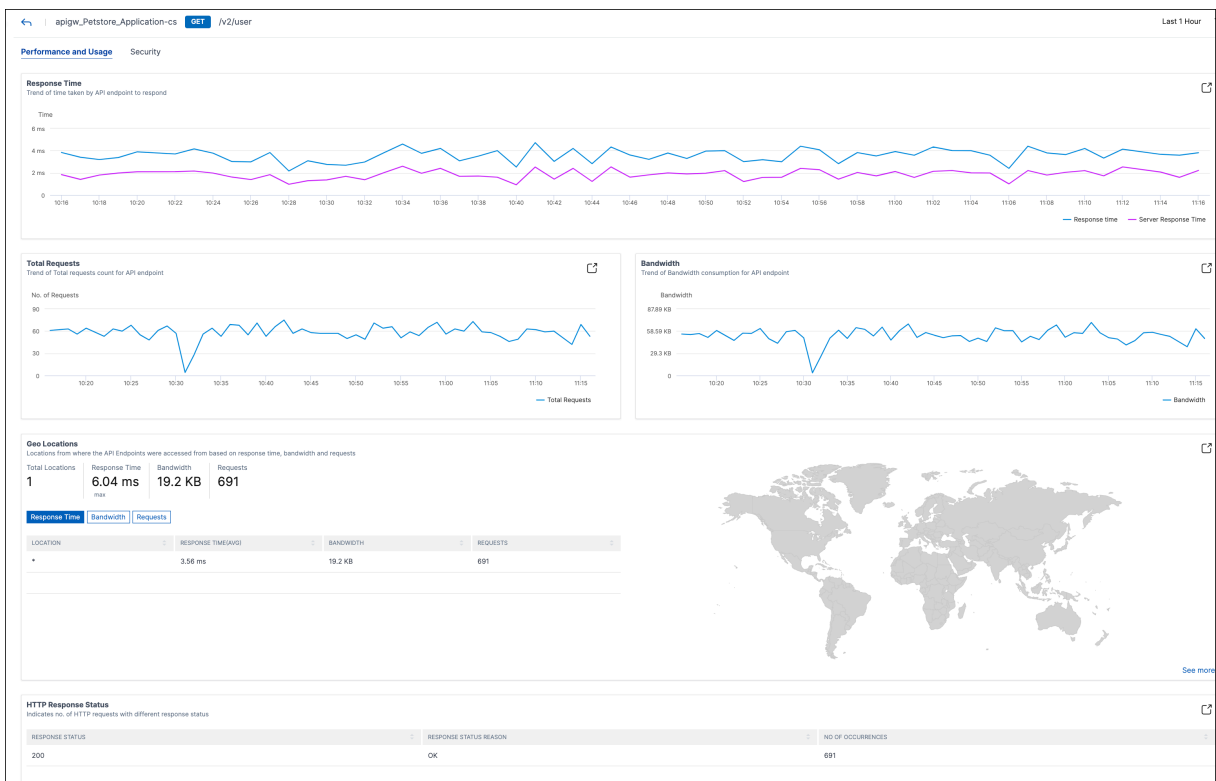 apigw_Petstore_Application-cs GET /v2/user Last 1 Hour
Performance and Usage Security
Response Time
Trend of time taken by API endpoint to respond
Time
6 ms
4 ms
2 ms
0
10:16 10:18 10:20 10:22 10:24 10:26 10:28 10:30 10:32 10:34 10:36 10:38 10:40 10:42 10:44 10:46 10:48 10:50 10:52 10:54 10:56 10:58 11:00 11:02 11:04 11:06 11:08 11:10 11:12 11:14 11:16
Response time Server Response Time
Total Requests
Trend of Total requests count for API endpoint
No. of Requests
90
60
30
0
10:20 10:25 10:30 10:35 10:40 10:45 10:50 10:55 11:00 11:05 11:10 11:15
Total Requests
Bandwidth
Trend of Bandwidth consumption for API endpoint
Bandwidth
87.89 KB
58.59 KB
29.3 KB
0
10:20 10:25 10:30 10:35 10:40 10:45 10:50 10:55 11:00 11:05 11:10 11:15
Bandwidth
Geo Locations
Locations from where the API Endpoints were accessed from based on response time, bandwidth and requests
Total Locations Response Time Bandwidth Requests
1 6.04 ms 19.2 KB 691
max
Response Time Bandwidth Requests
LOCATION RESPONSE TIME(AVG) BANDWIDTH REQUESTS
* 3.56 ms 19.2 KB 691
See more
HTTP Response Status
Indicates no. of HTTP requests with different response status
RESPONSE STATUS RESPONSE STATUS REASON NO OF OCCURRENCES
200 OK 691